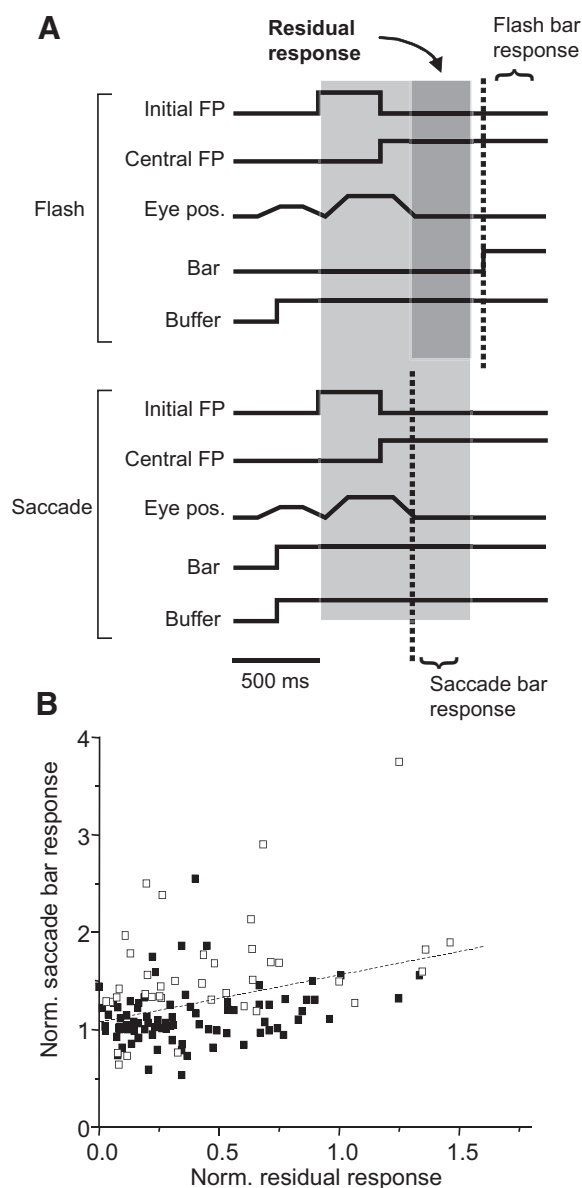 A
Residual
response
Flash bar
response
Flash
Initial FP
Central FP
Eye pos.
Bar
Buffer
Saccade
Initial FP
Central FP
Eye pos.
Bar
Buffer
500 ms
Saccade bar
response
B
Norm. saccade bar response
4
3
2
1
0
0.0
0.5
1.0
1.5
Norm. residual response